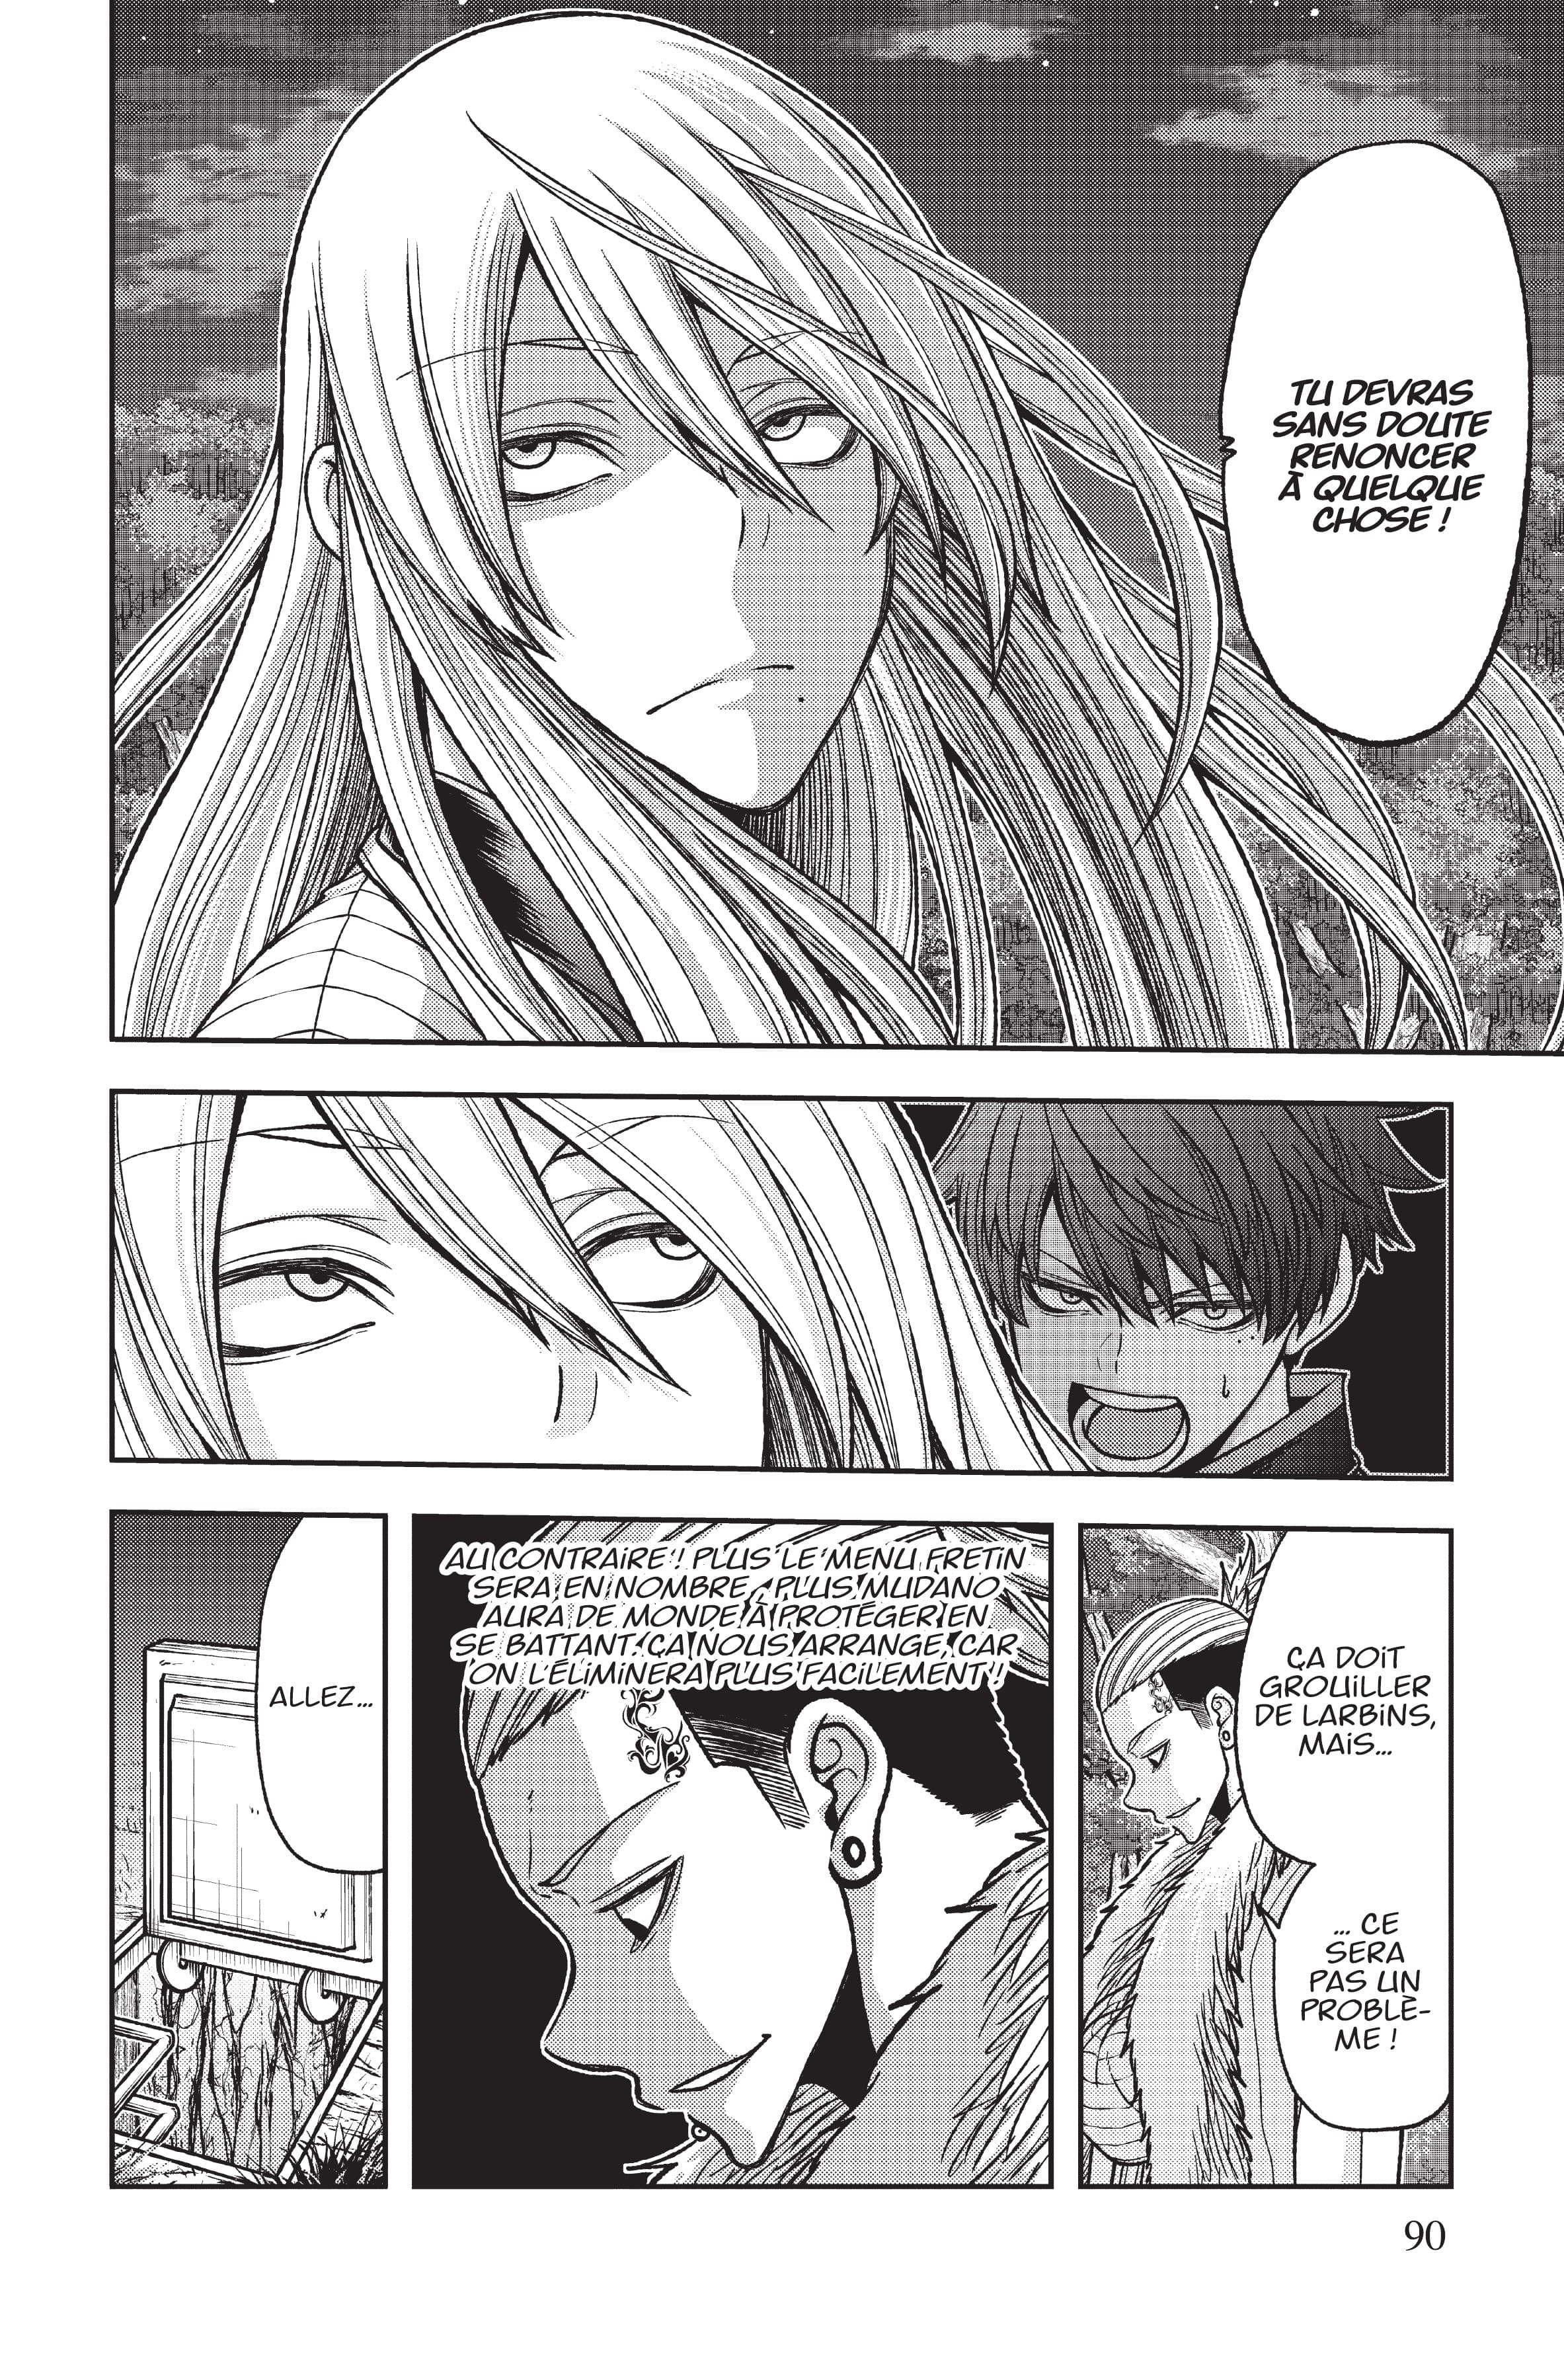 TU DEVRAS
SANS DOUTE
RENONCER
À QUELQUE
CHOSE !
ÇA DOIT
GROUILLER
DE LARBINS,
MAIS...
... CE
SERA
PAS UN
PROBLÈ-
ME !
AU CONTRAIRE ! PLUS LE MENU FRETIN
SERA EN NOMBRE, PLUS MUDANO
AURA DE MONDE À PROTÉGER EN
SE BATTANT. ÇA NOUS ARRANGE, CAR
ON L'ÉLIMINERA PLUS FACILEMENT !
ALLEZ...
90